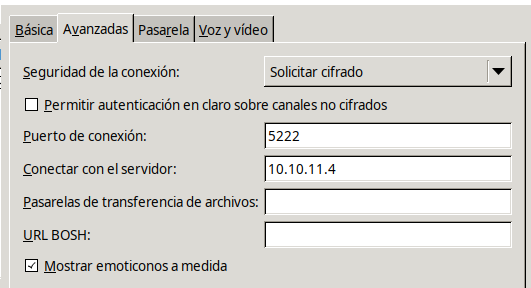 Básica Avanzadas Pasarela Voz y vídeo
Seguridad de la conexión: Solicitar cifrado
Permitir autenticación en claro sobre canales no cifrados
Puerto de conexión: 5222
Conectar con el servidor: 10.10.11.4
Pasarelas de transferencia de archivos:
URL BOSH:
Mostrar emoticonos a medida